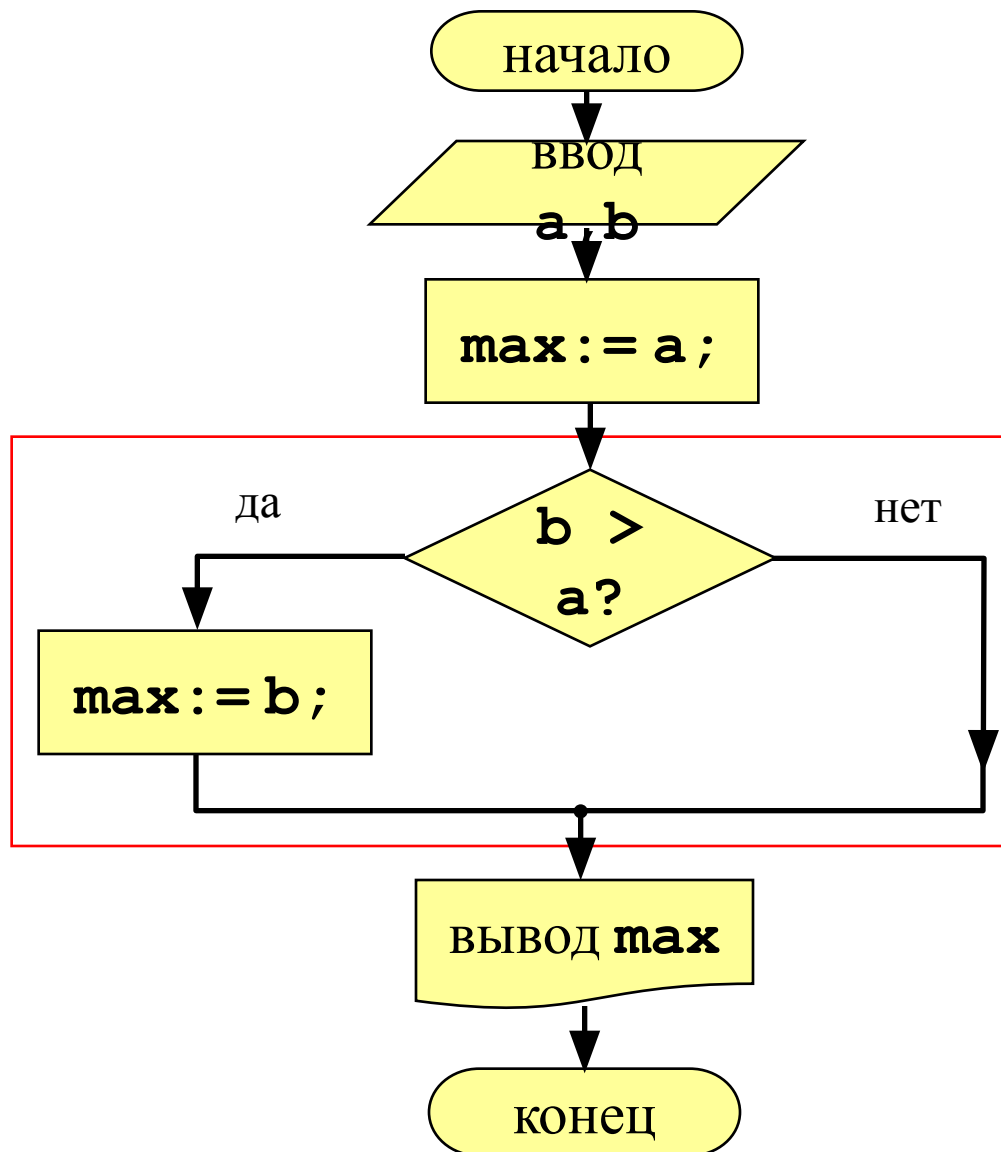 начало
ввод
a,b
max:= a;
да
нет
b >
a?
max:= b;
вывод max
конец